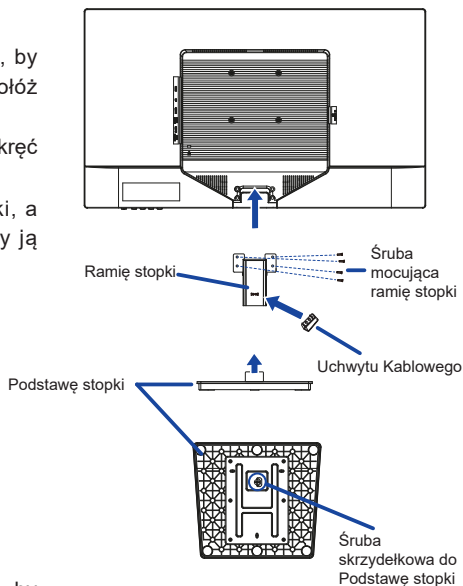 , by
ołóż
kręć
ki, a
y ją
Ramię stopki
Śruba
mocująca
ramię stopki
Uchwytu Kablowego
Podstawę stopki
Śruba
skrzydełkowa do
Podstawę stopki